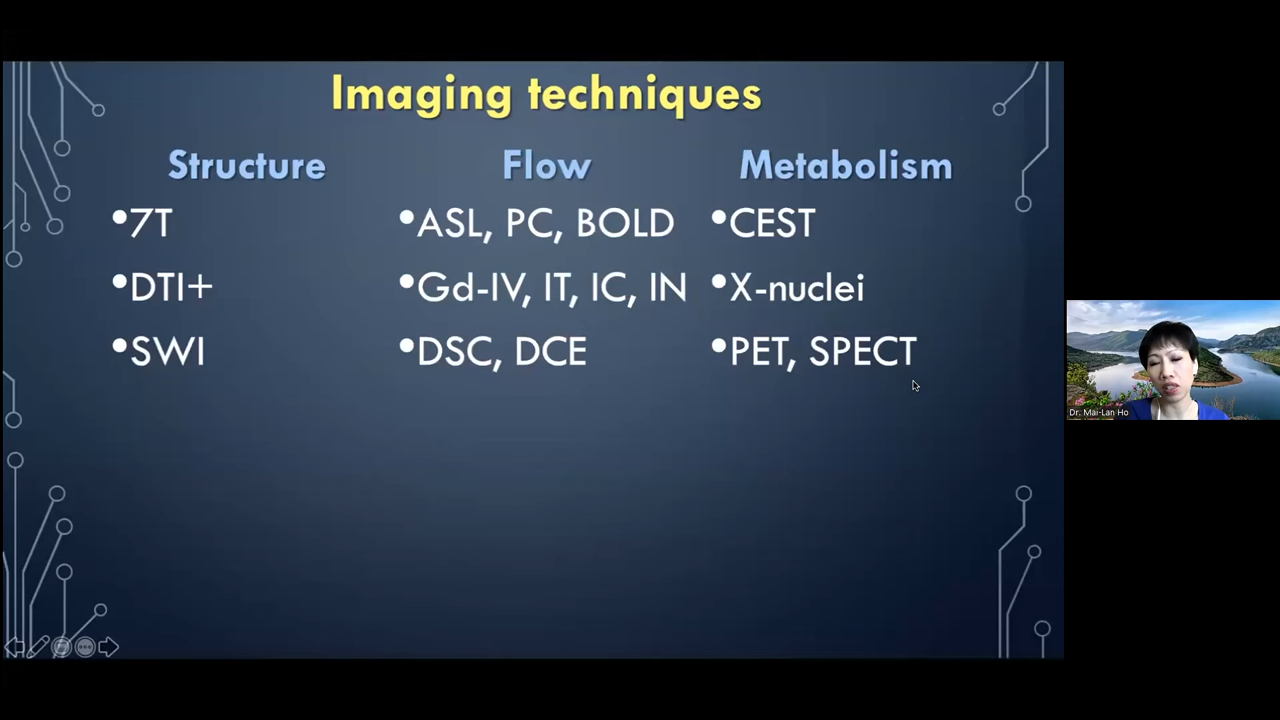 Imaging techniques
Structure
•7T
•DTI+
•SWI
Flow
•ASL, PC, BOLD
•Gd-IV, IT, IC, IN
•DSC, DCE
Metabolism
•CEST
•X-nuclei
•PET, SPECT
Dr. Mai-Lan Ho